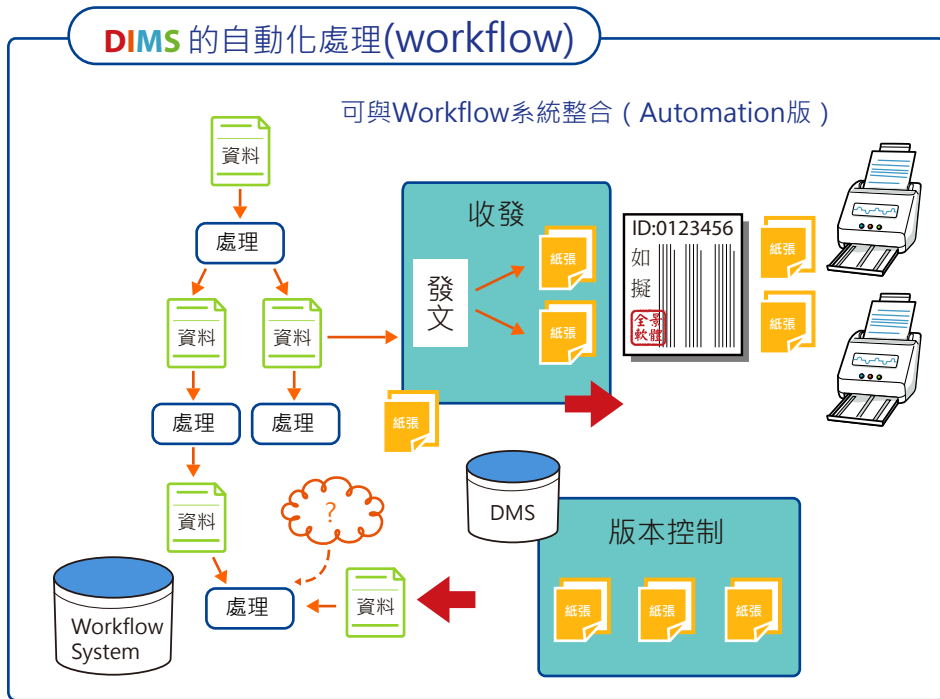 DIMS 的自動化處理(workflow)
可與Workflow系統整合（Automation版）
資料
處理
資料
資料
處理
處理
資料
?
處理
資料
Workflow
System
收發
發
文
紙張
紙張
紙張
ID:0123456
如
擬
全景
軟體
紙張
紙張
DMS
版本控制
紙張
紙張
紙張